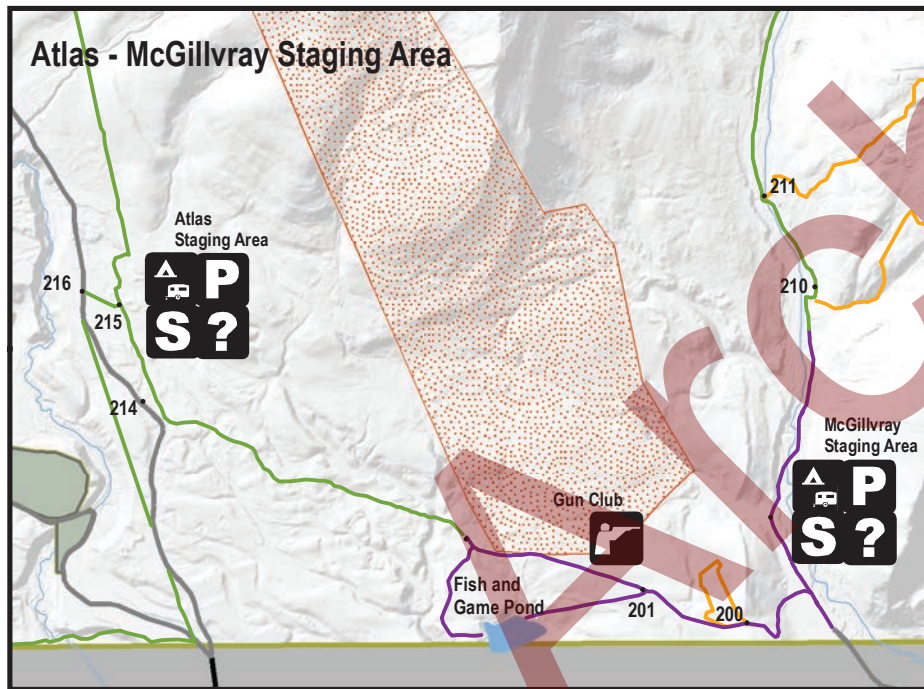 Atlas - McGillvray Staging Area
211
Atlas
Staging Area
P
216
210
215
S ?
214
McGillvray
Staging Area
P
Gun Club
S ?
Fish and
Game Pond
201
200